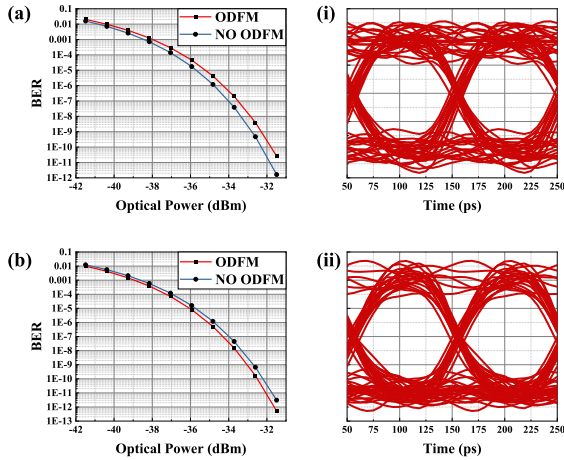 (a)
0.1
0.01
0.001
1E-4
1E-5
1E-6
1E-7
1E-8
1E-9
1E-10
1E-11
1E-12
BER
ODFM
NO ODFM
-42 -40 -38 -36 -34 -32
Optical Power (dBm)
(i)
50 75 100 125 150 175 200 225 250
Time (ps)
(b)
0.1
0.01
0.001
1E-4
1E-5
1E-6
1E-7
1E-8
1E-9
1E-10
1E-11
1E-12
1E-13
BER
ODFM
NO ODFM
-42 -40 -38 -36 -34 -32
Optical Power (dBm)
(ii)
50 75 100 125 150 175 200 225 250
Time (ps)